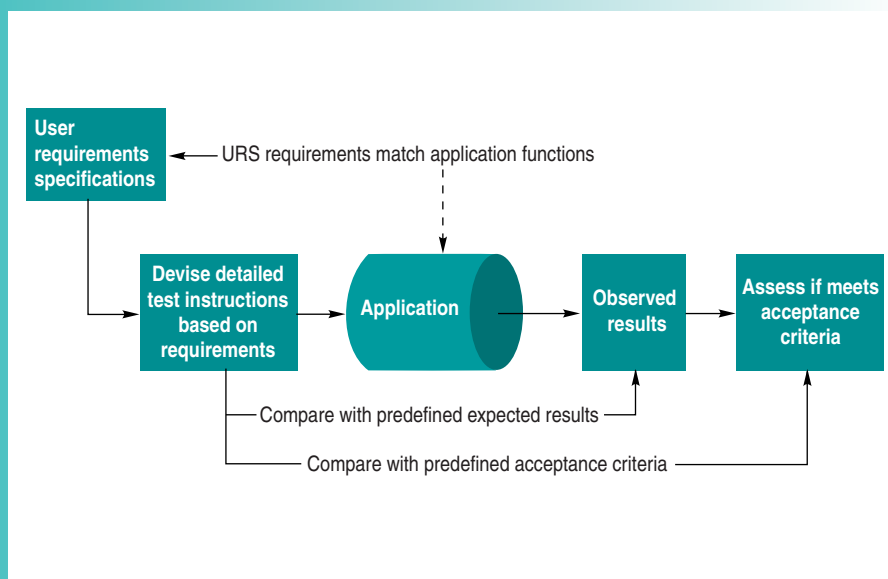 User
requirements
specifications
URS requirements match application functions
Devise detailed
test instructions
based on
requirements
Application
Observed
results
Assess if meets
acceptance
criteria
Compare with predefined expected results
Compare with predefined acceptance criteria